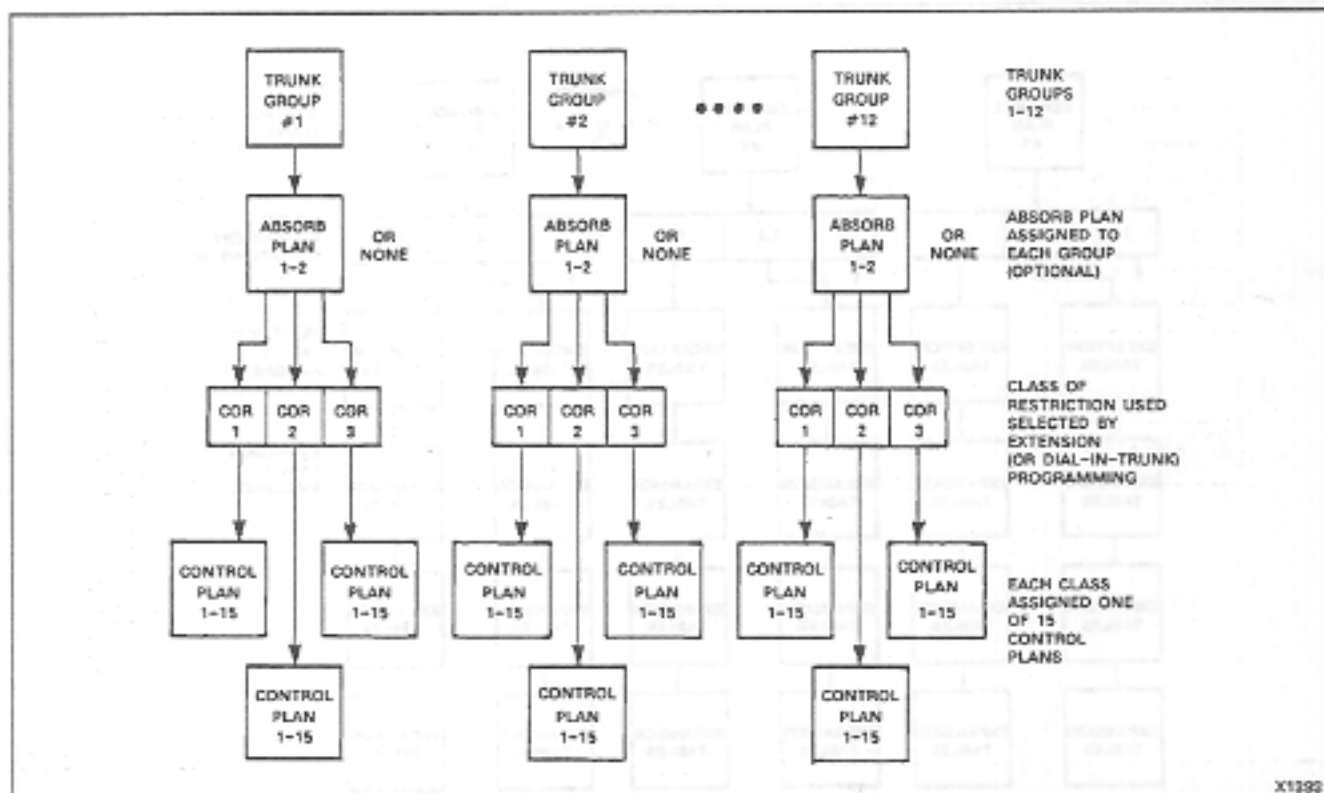 TRUNK
GROUP
#1
TRUNK
GROUP
#2
TRUNK
GROUP
#12
TRUNK
GROUPS
1-12
ABSORB
PLAN
1-2
OR
NONE
ABSORB
PLAN
1-2
OR
NONE
ABSORB
PLAN
1-2
OR
NONE
ABSORB PLAN
ASSIGNED TO
EACH GROUP
(OPTIONAL)
COR
1
COR
2
COR
3
COR
1
COR
2
COR
3
COR
1
COR
2
COR
3
CLASS OF
RESTRICTION USED
SELECTED BY
EXTENSION
(OR DIAL-IN-TRUNK)
PROGRAMMING
CONTROL
PLAN
1-15
CONTROL
PLAN
1-15
CONTROL
PLAN
1-15
CONTROL
PLAN
1-15
CONTROL
PLAN
1-15
CONTROL
PLAN
1-15
EACH CLASS
ASSIGNED ONE
OF 15
CONTROL
PLANS
CONTROL
PLAN
1-15
CONTROL
PLAN
1-15
CONTROL
PLAN
1-15